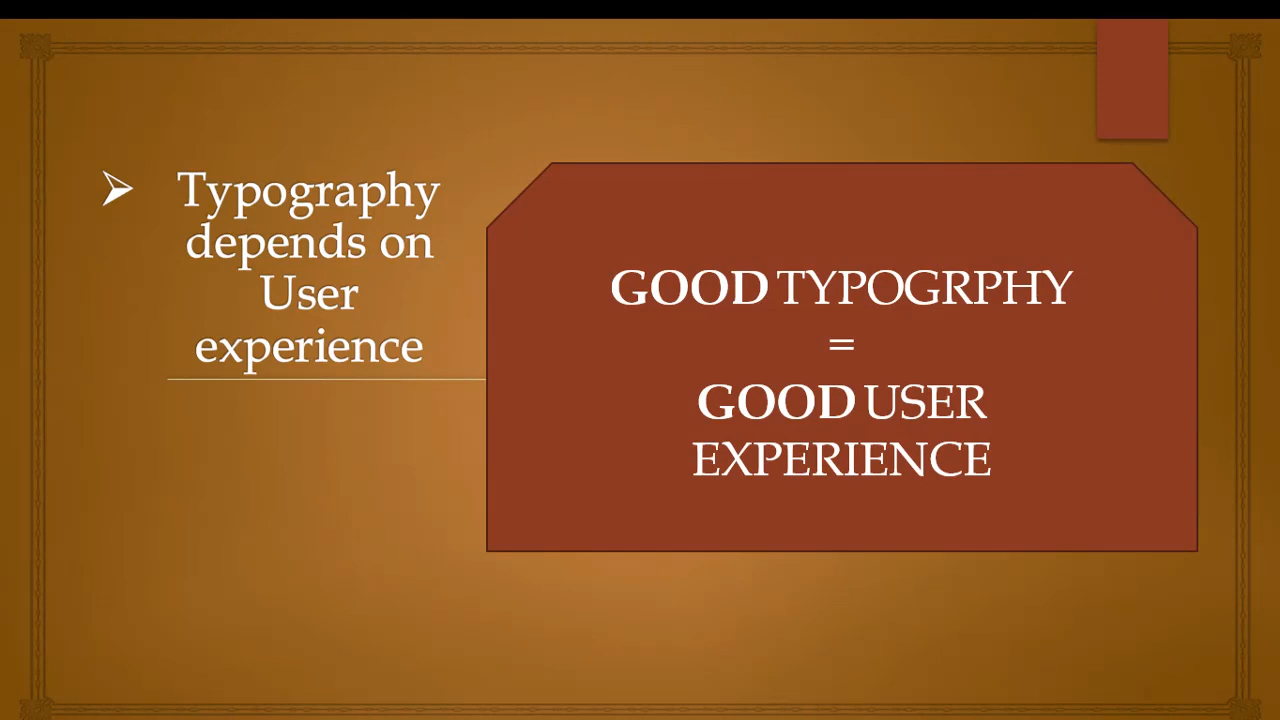 Typography
depends on
User
experience
GOOD TYPOGRPHY
=
GOOD USER
EXPERIENCE